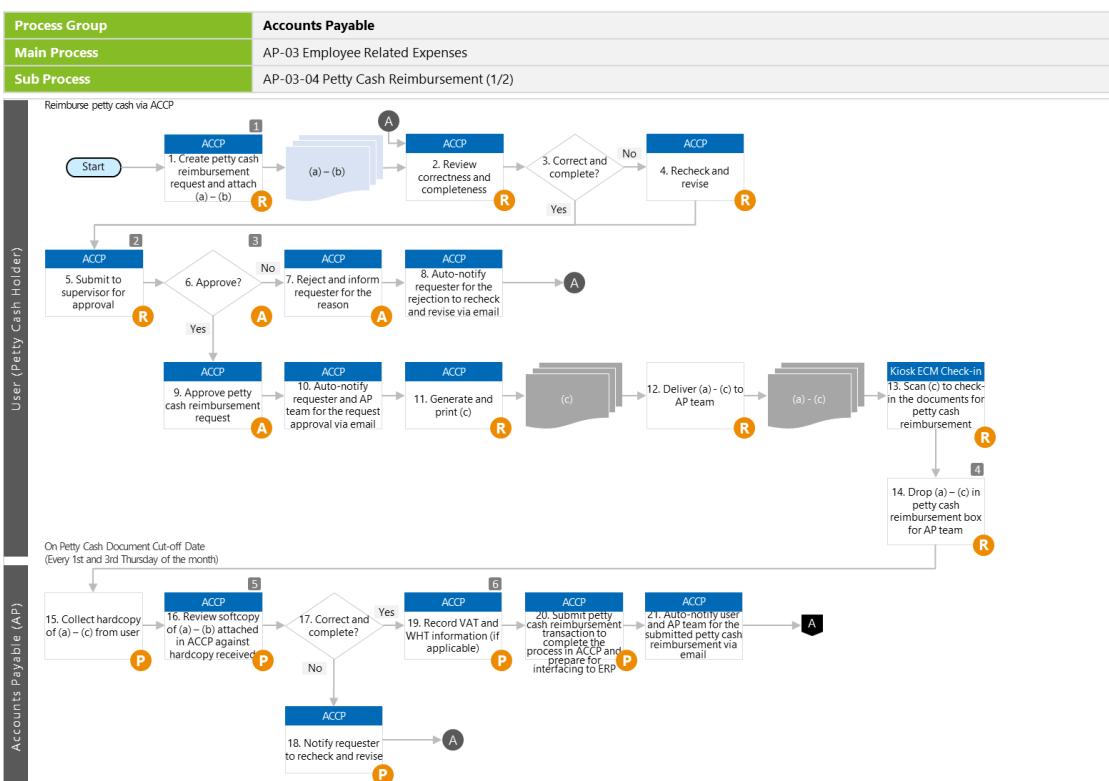 Process Group
Accounts Payable
Main Process
AP-03 Employee Related Expenses
Sub Process
AP-03-04 Petty Cash Reimbursement (1/2)
User (Petty Cash Holder)
Reimburse petty cash via ACCP
Start
1
ACCP
1. Create petty cash
reimbursement
request and attach
(a) – (b)
R
(a) – (b)
A
ACCP
2. Review
correctness and
completeness
R
3. Correct and
complete?
No
Yes
ACCP
4. Recheck and
revise
R
2
ACCP
5. Submit to
supervisor for
approval
R
3
6. Approve?
A
No
Yes
ACCP
7. Reject and inform
requester for the
reason
A
ACCP
8. Auto-notify
requester for the
rejection to recheck
and revise via email
A
ACCP
9. Approve petty
cash reimbursement
request
A
ACCP
10. Auto-notify
requester and AP
team for the request
approval via email
ACCP
11. Generate and
print (c)
R
(c)
12. Deliver (a) - (c) to
AP team
R
(a) - (c)
Kiosk ECM Check-in
13. Scan (c) to check-
in the documents for
petty cash
reimbursement
R
4
14. Drop (a) – (c) in
petty cash
reimbursement box
for AP team
R
Accounts Payable (AP)
On Petty Cash Document Cut-off Date
(Every 1st and 3rd Thursday of the month)
15. Collect hardcopy
of (a) – (c) from user
P
5
ACCP
16. Review softcopy
of (a) – (b) attached
in ACCP against
hardcopy received
P
17. Correct and
complete?
Yes
No
6
ACCP
19. Record VAT and
WHT information (if
applicable)
P
ACCP
20. Submit petty
cash reimbursement
transaction to
complete the
process in ACCP and
prepare for
interfacing to ERP
P
ACCP
21. Auto-notify user
and AP team for the
submitted petty cash
reimbursement via
email
A
ACCP
18. Notify requester
to recheck and revise
P
A